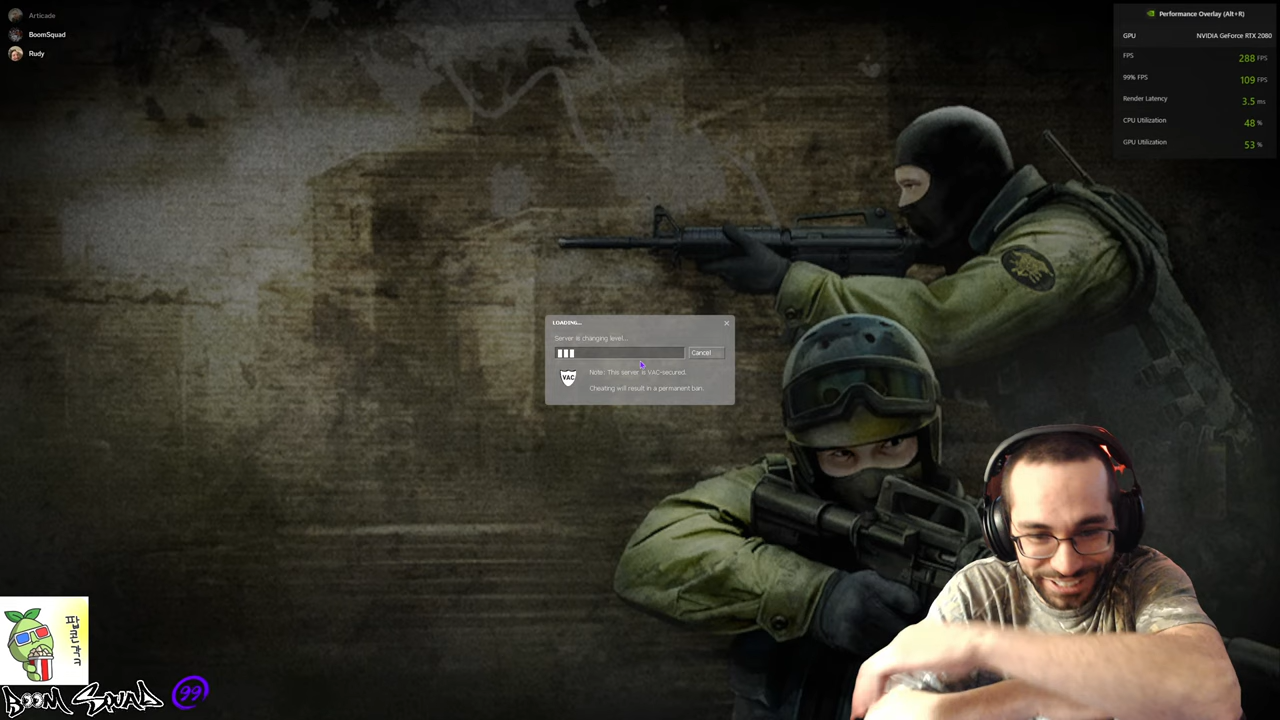 Articade
BoomSquad
Rudy
Performance Overlay (Alt+R)
GPU NVIDIA GeForce RTX 2080
FPS 288 FPS
99% FPS 109 FPS
Render Latency 3.5 ms
CPU Utilization 48 %
GPU Utilization 53 %
LOADING...
Server is changing level...
Cancel
VAC
Note: This server is VAC-secured.
Cheating will result in a permanent ban.
BOOM SQUAD
99